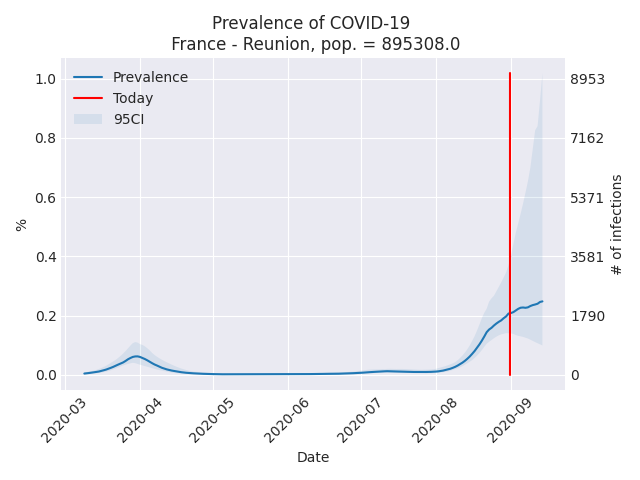 Prevalence of COVID-19
France - Reunion, pop. = 895308.0
Prevalence
Today
95CI
1.0
0.8
0.6
0.4
0.2
0.0
%
8953
7162
5371
3581
1790
0
# of infections
2020-03
2020-04
2020-05
2020-06
2020-07
2020-08
2020-09
Date